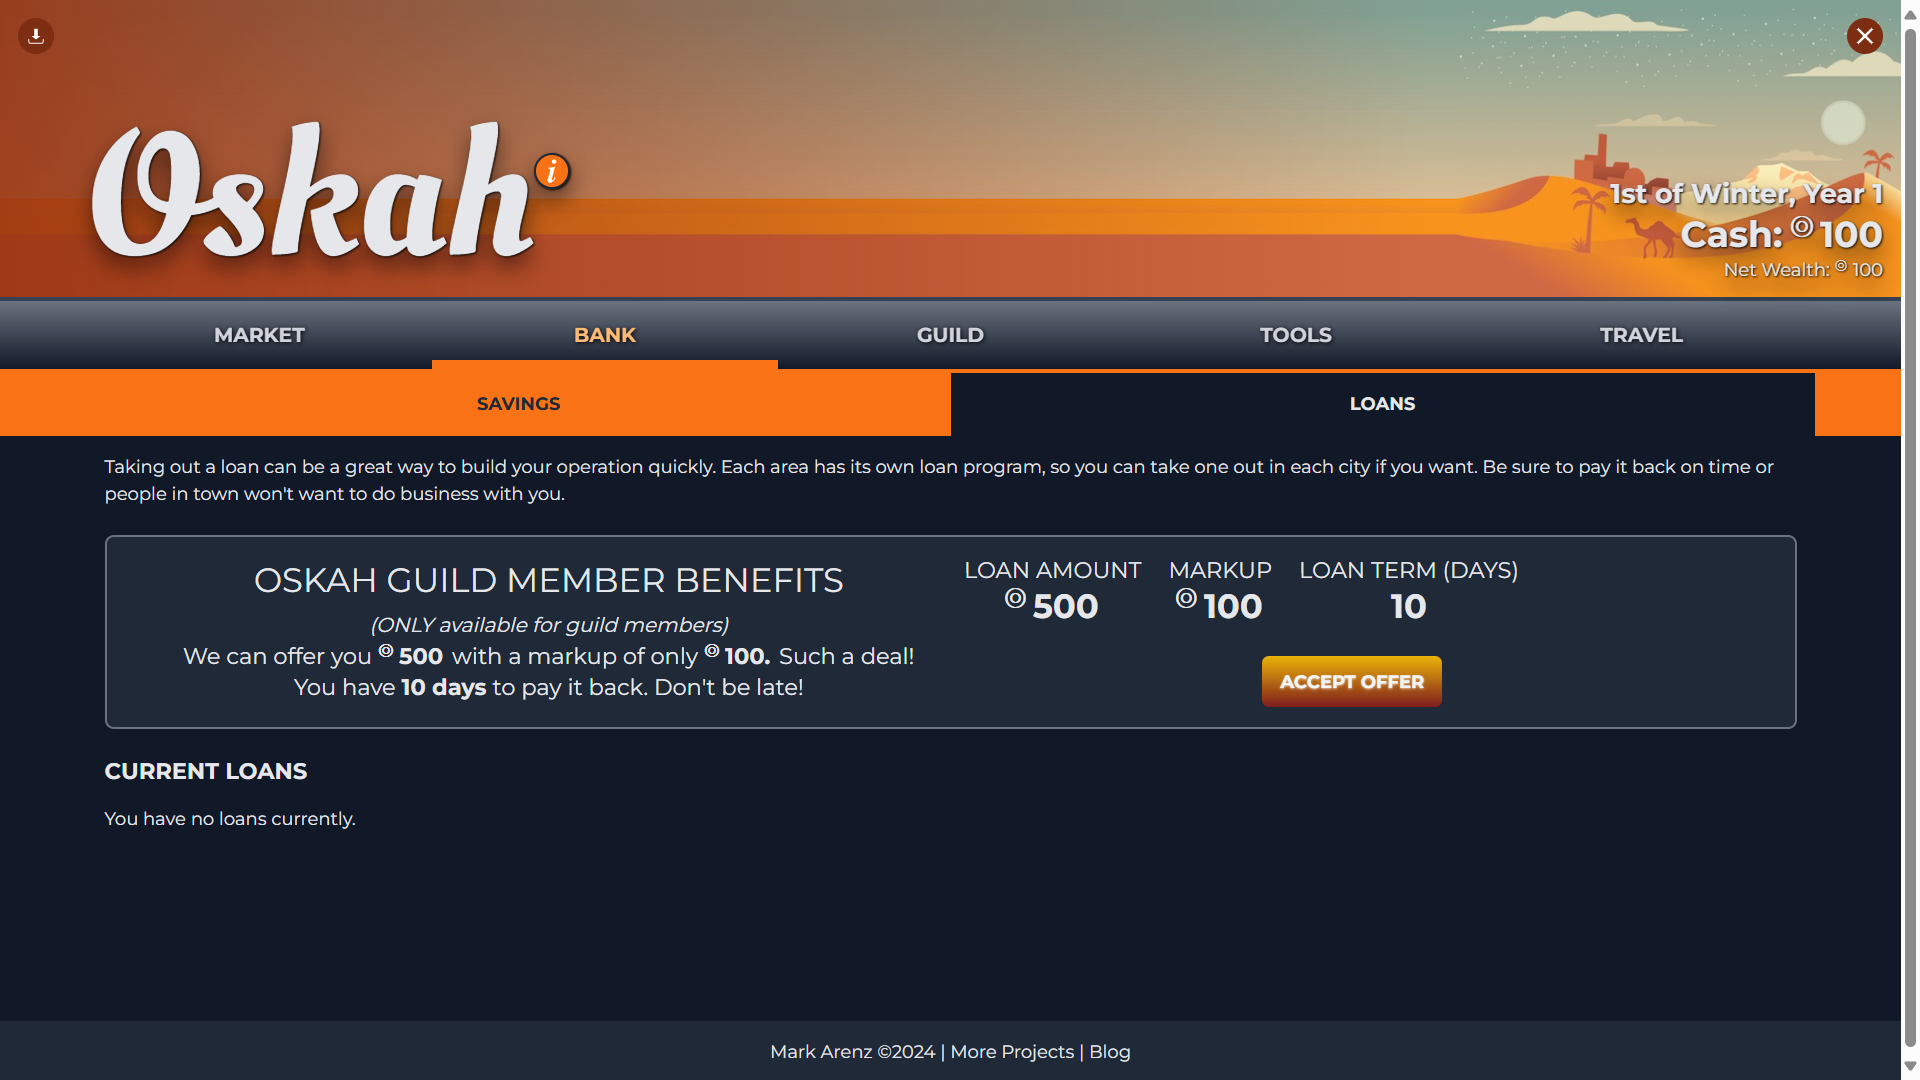 Oskah
i
1st of Winter, Year 1
Cash: 100
Net Wealth: 100
MARKET
BANK
GUILD
TOOLS
TRAVEL
SAVINGS
LOANS
Taking out a loan can be a great way to build your operation quickly. Each area has its own loan program, so you can take one out in each city if you want. Be sure to pay it back on time or
people in town won't want to do business with you.
OSKAH GUILD MEMBER BENEFITS
(ONLY available for guild members)
We can offer you 500 with a markup of only 100. Such a deal!
You have 10 days to pay it back. Don't be late!
LOAN AMOUNT
500
MARKUP
100
LOAN TERM (DAYS)
10
ACCEPT OFFER
CURRENT LOANS
You have no loans currently.
Mark Arenz ©2024 | More Projects | Blog